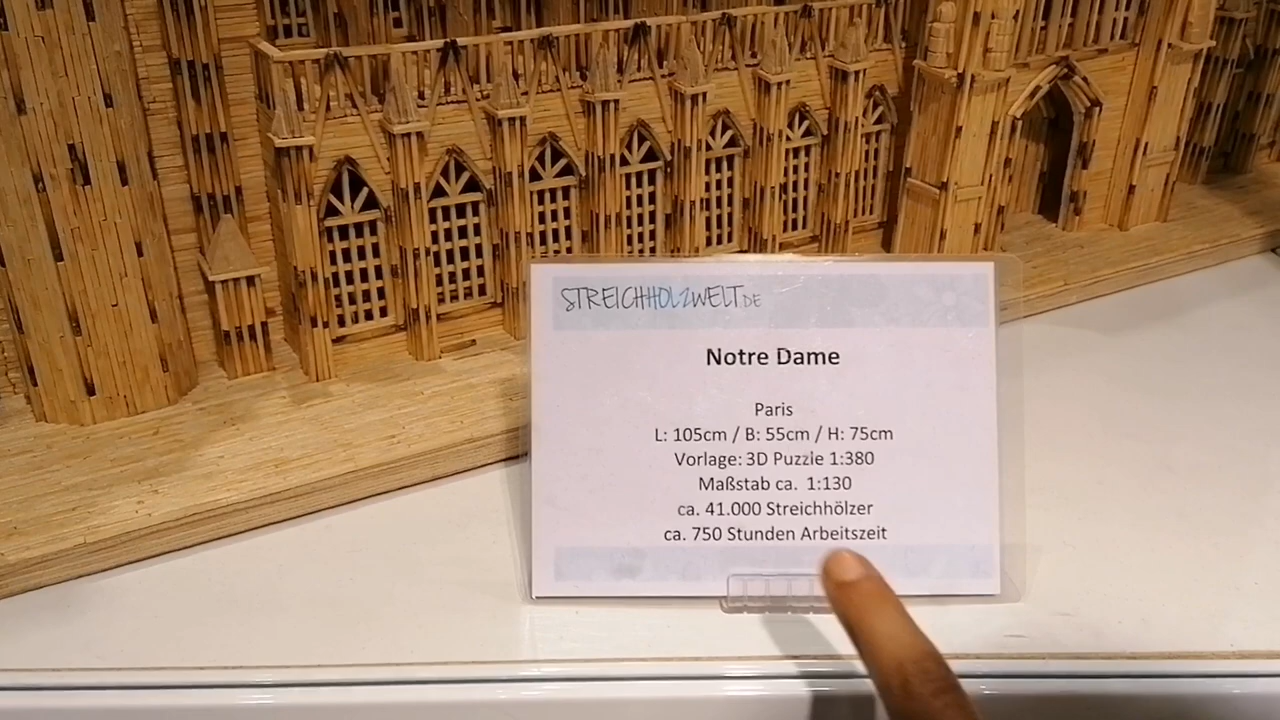 STREICHHOLZWELT.DE
Notre Dame
Paris
L: 105cm / B: 55cm / H: 75cm
Vorlage: 3D Puzzle 1:380
Maßstab ca. 1:130
ca. 41.000 Streichhölzer
ca. 750 Stunden Arbeitszeit